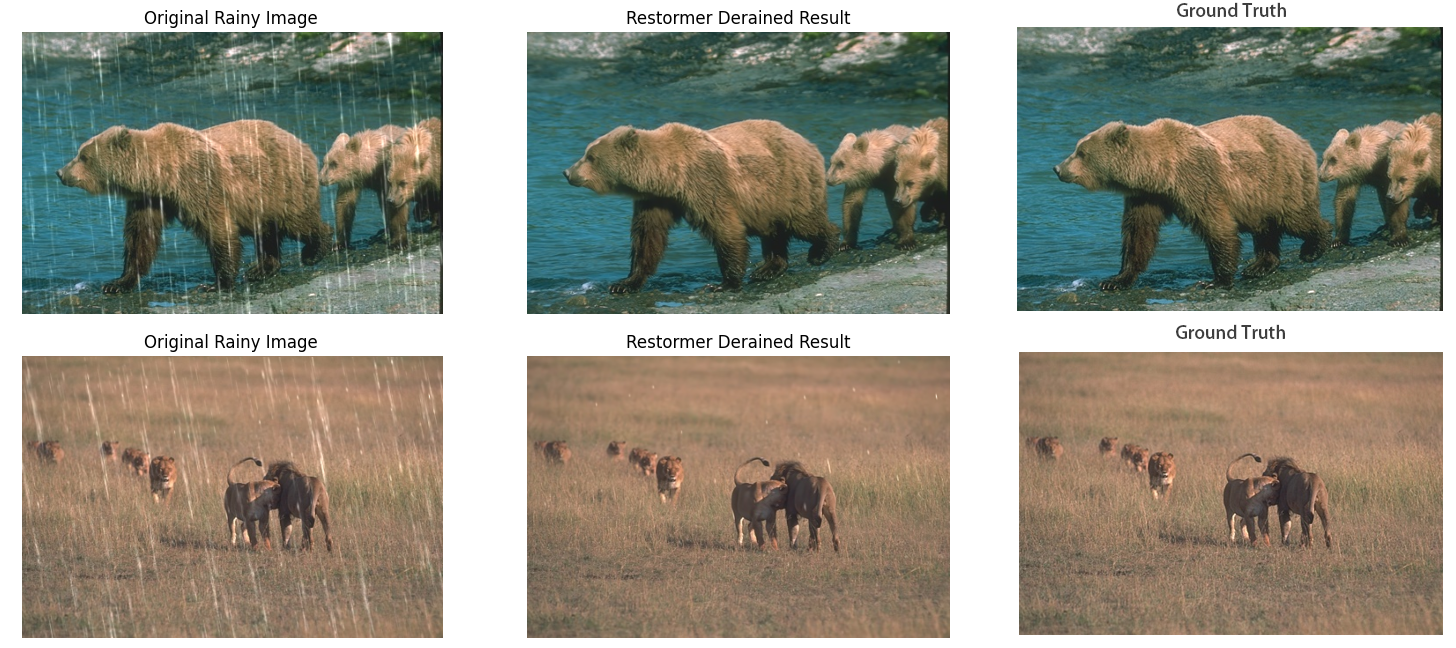 Original Rainy Image
Restormer Derained Result
Ground Truth
Original Rainy Image
Restormer Derained Result
Ground Truth